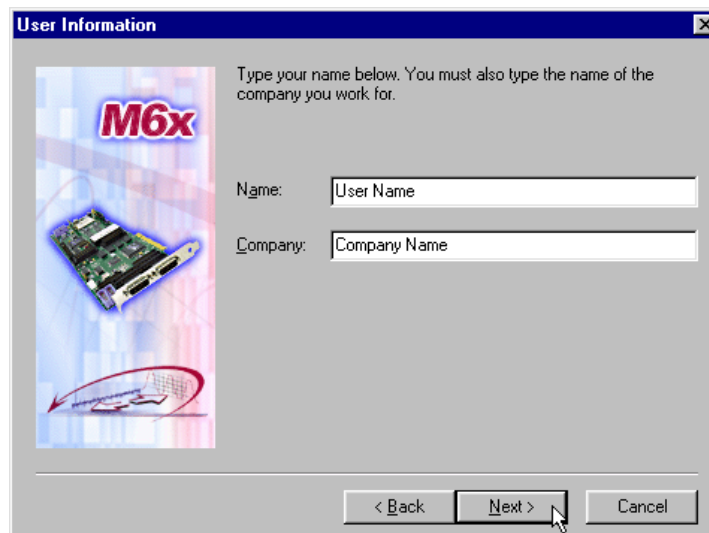 User Information
Type your name below. You must also type the name of the
company you work for.
M6x
Name:
User Name
Company:
Company Name
< Back
Next >
Cancel